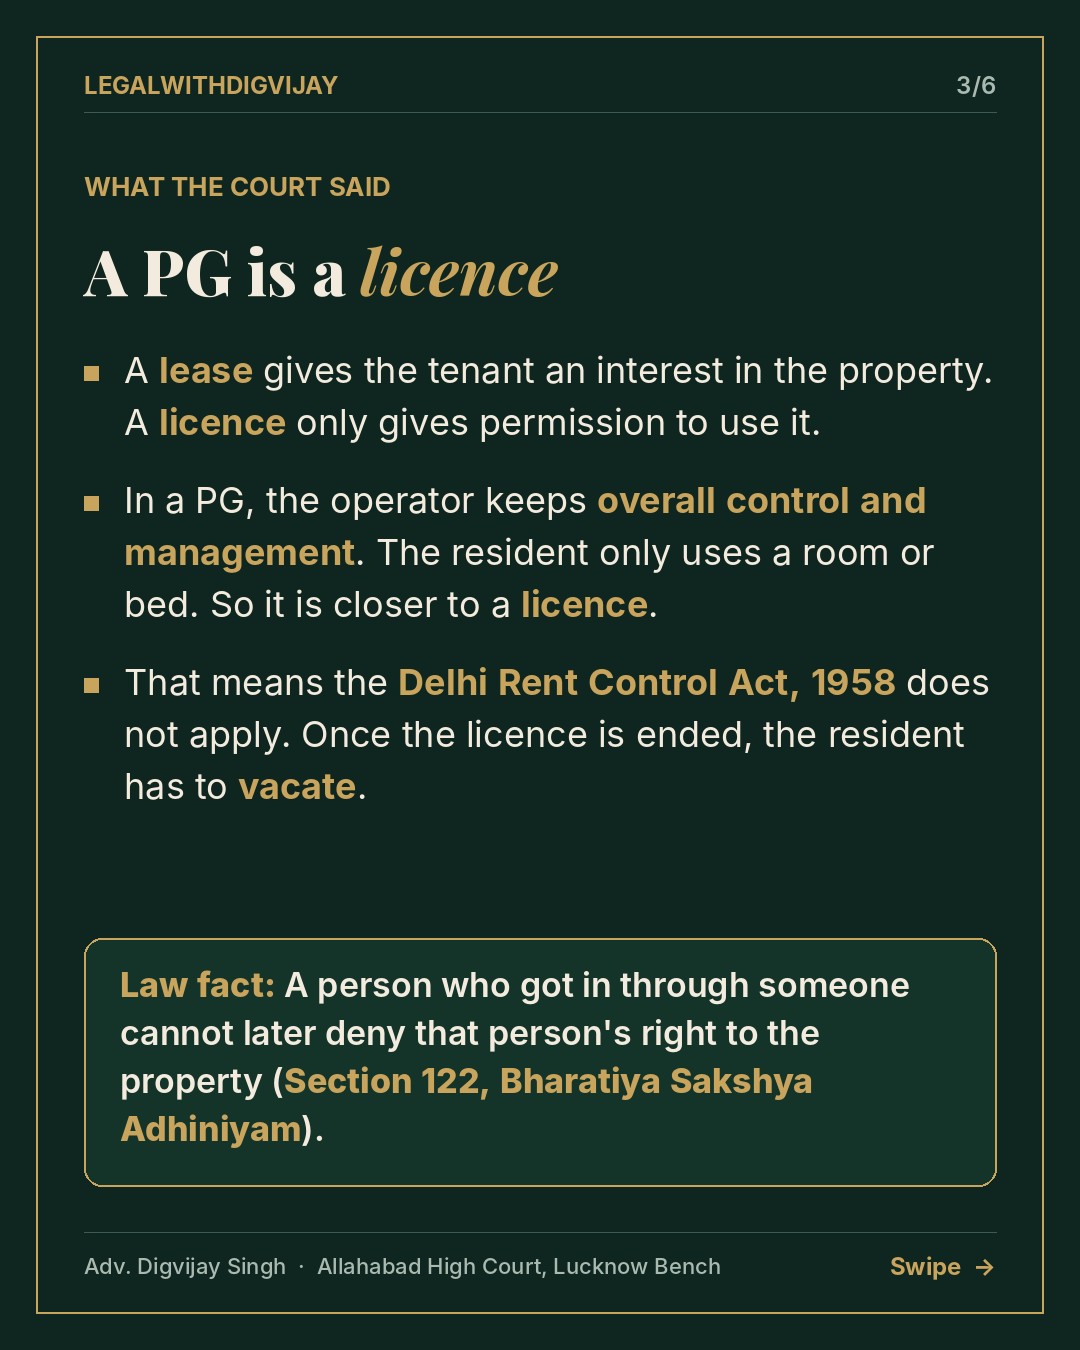 LEGALWITHDIGVIJAY
3/6
WHAT THE COURT SAID
A PG is a licence
A lease gives the tenant an interest in the property.
A licence only gives permission to use it.
In a PG, the operator keeps overall control and
management. The resident only uses a room or
bed. So it is closer to a licence.
That means the Delhi Rent Control Act, 1958 does
not apply. Once the licence is ended, the resident
has to vacate.
Law fact: A person who got in through someone
cannot later deny that person's right to the
property (Section 122, Bharatiya Sakshya
Adhiniyam).
Adv. Digvijay Singh · Allahabad High Court, Lucknow Bench
Swipe →